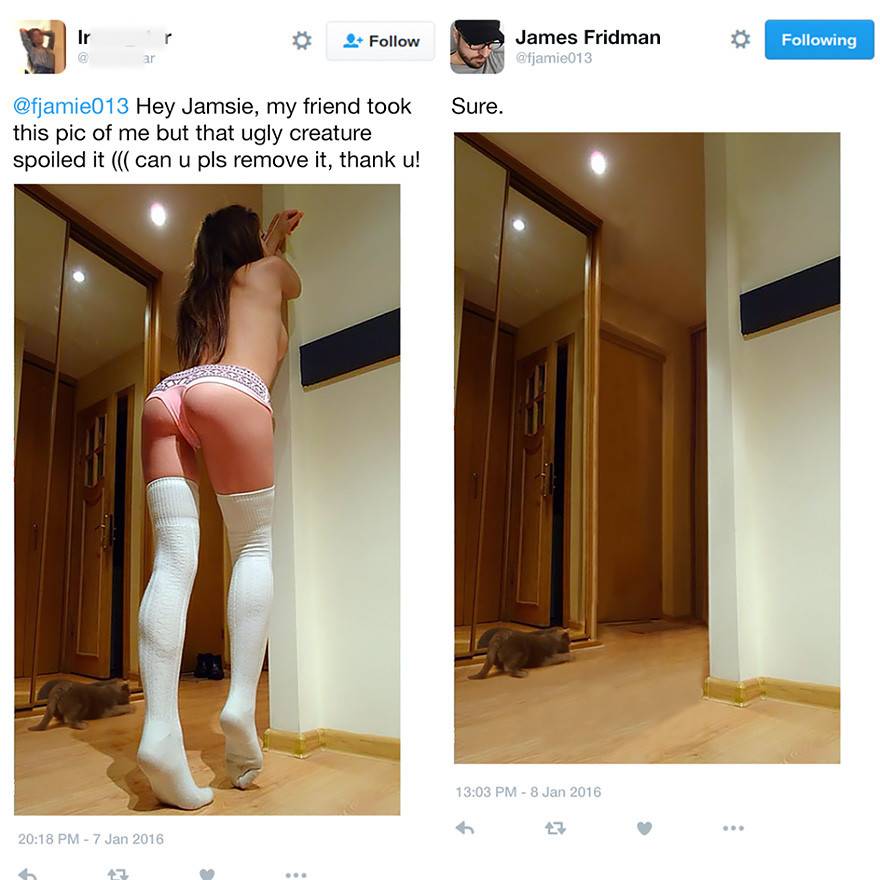 Follow
@fjamie013 Hey Jamsie, my friend took
this pic of me but that ugly creature
spoiled it ((( can u pls remove it, thank u!
20:18 PM - 7 Jan 2016
James Fridman
@fjamie013
Following
Sure.
13:03 PM - 8 Jan 2016